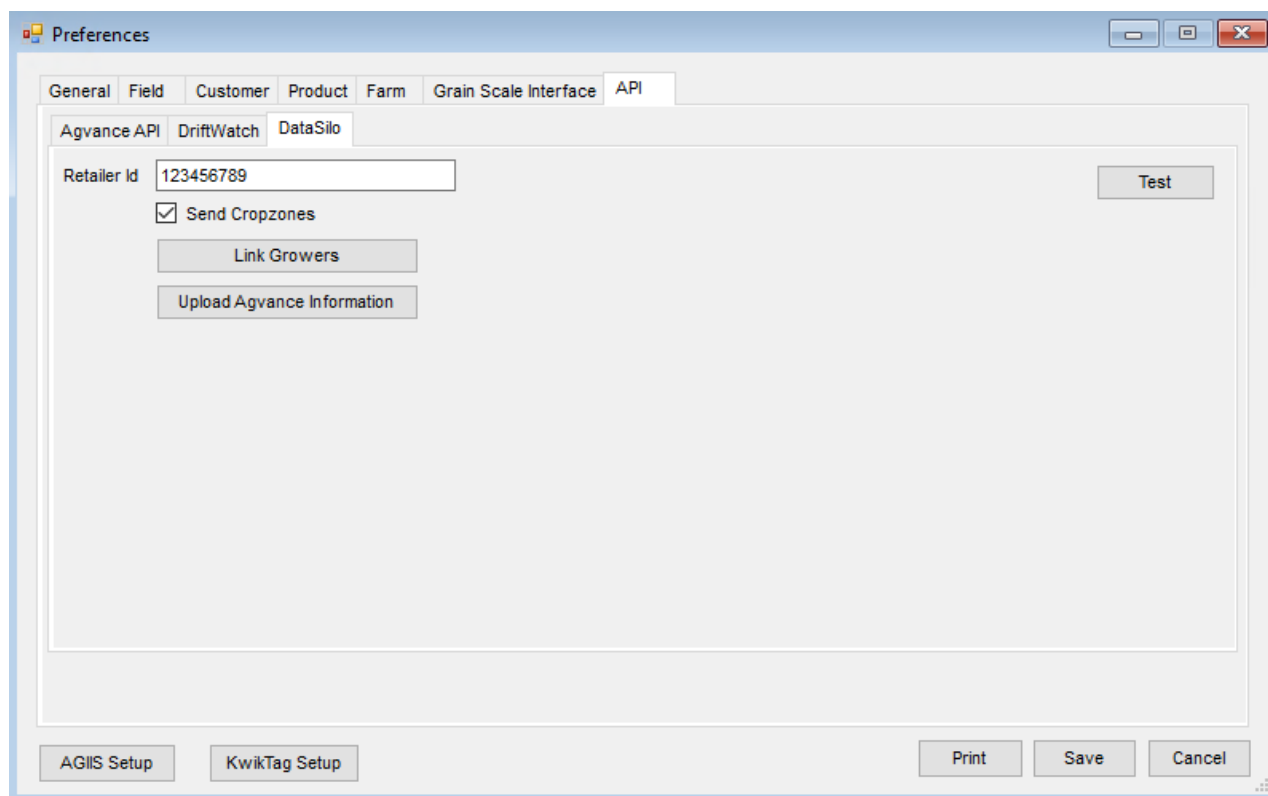 Preferences
General Field Customer Product Farm Grain Scale Interface API
Agvance API DriftWatch DataSilo
Retailer Id 123456789 Test
Send Cropzones
Link Growers
Upload Agvance Information
AGIIS Setup KwikTag Setup Print Save Cancel